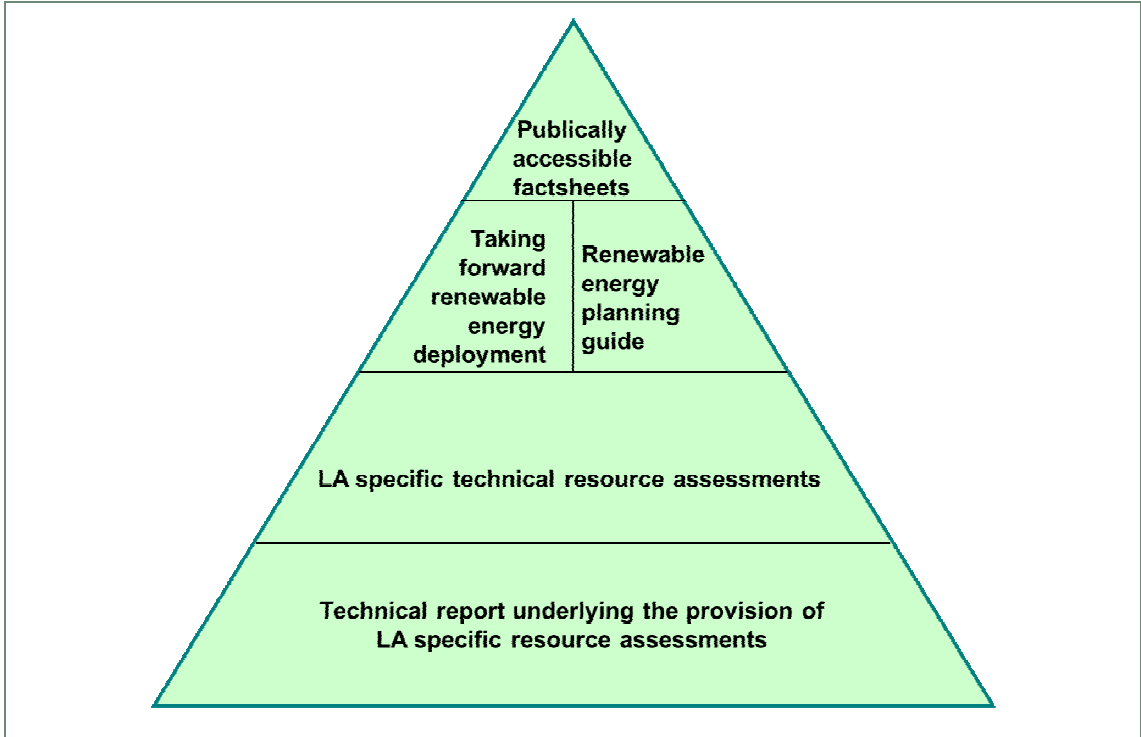 Publically
accessible
factsheets
Taking
forward
renewable
energy
deployment
Renewable
energy
planning
guide
LA specific technical resource assessments
Technical report underlying the provision of
LA specific resource assessments